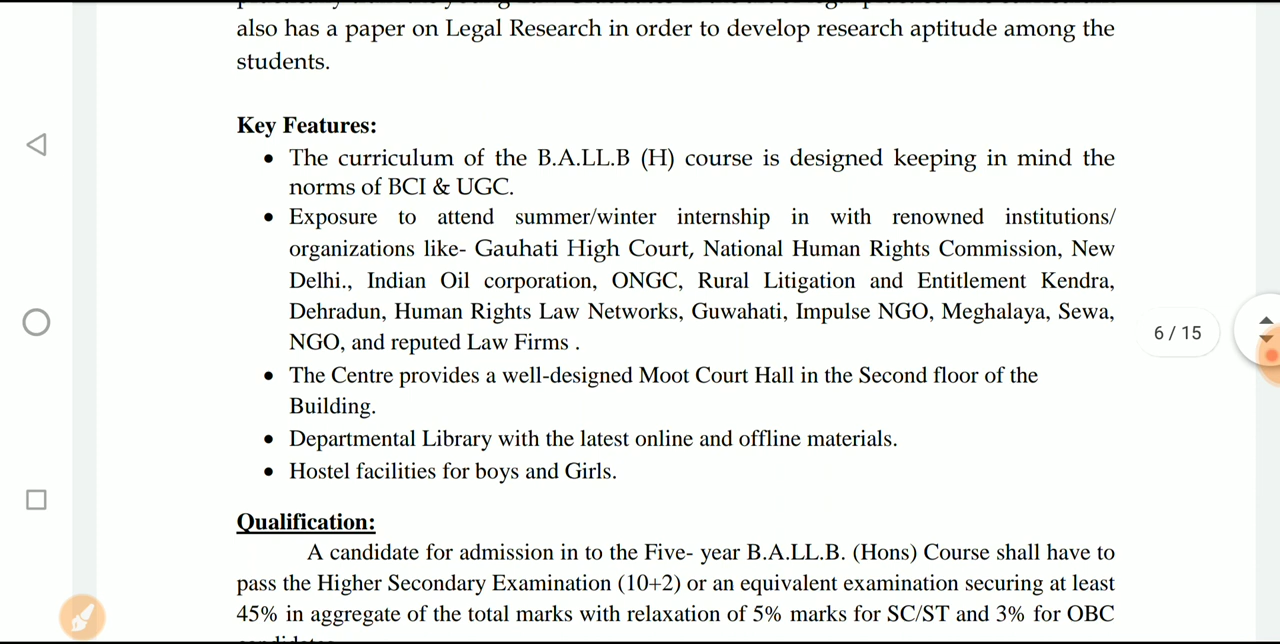 also has a paper on Legal Research in order to develop research aptitude among the
students.
Key Features:
• The curriculum of the B.A.LL.B (H) course is designed keeping in mind the
norms of BCI & UGC.
• Exposure to attend summer/winter internship in with renowned institutions/
organizations like- Gauhati High Court, National Human Rights Commission, New
Delhi., Indian Oil corporation, ONGC, Rural Litigation and Entitlement Kendra,
Dehradun, Human Rights Law Networks, Guwahati, Impulse NGO, Meghalaya, Sewa,
NGO, and reputed Law Firms .
• The Centre provides a well-designed Moot Court Hall in the Second floor of the
Building.
• Departmental Library with the latest online and offline materials.
• Hostel facilities for boys and Girls.
Qualification:
A candidate for admission in to the Five- year B.A.LL.B. (Hons) Course shall have to
pass the Higher Secondary Examination (10+2) or an equivalent examination securing at least
45% in aggregate of the total marks with relaxation of 5% marks for SC/ST and 3% for OBC
6 / 15